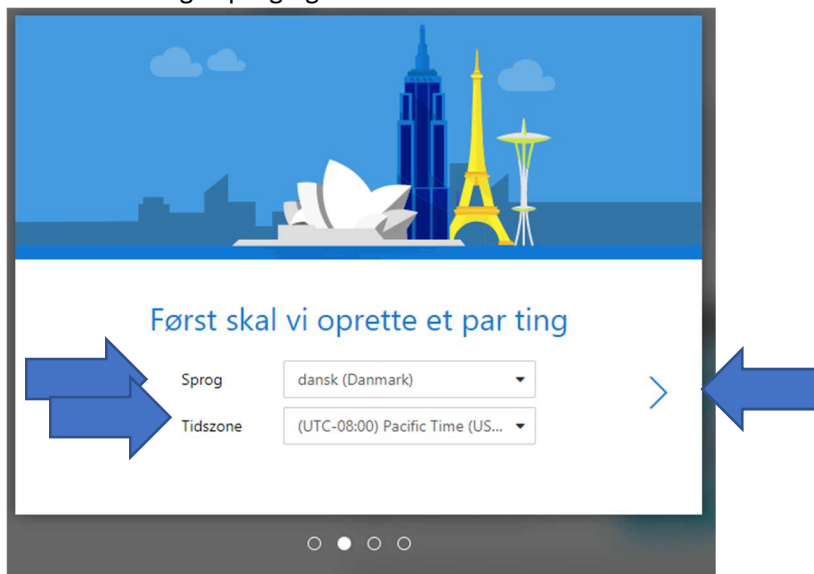 Først skal vi oprette et par ting
Sprog dansk (Danmark)
Tidszone (UTC-08:00) Pacific Time (US...